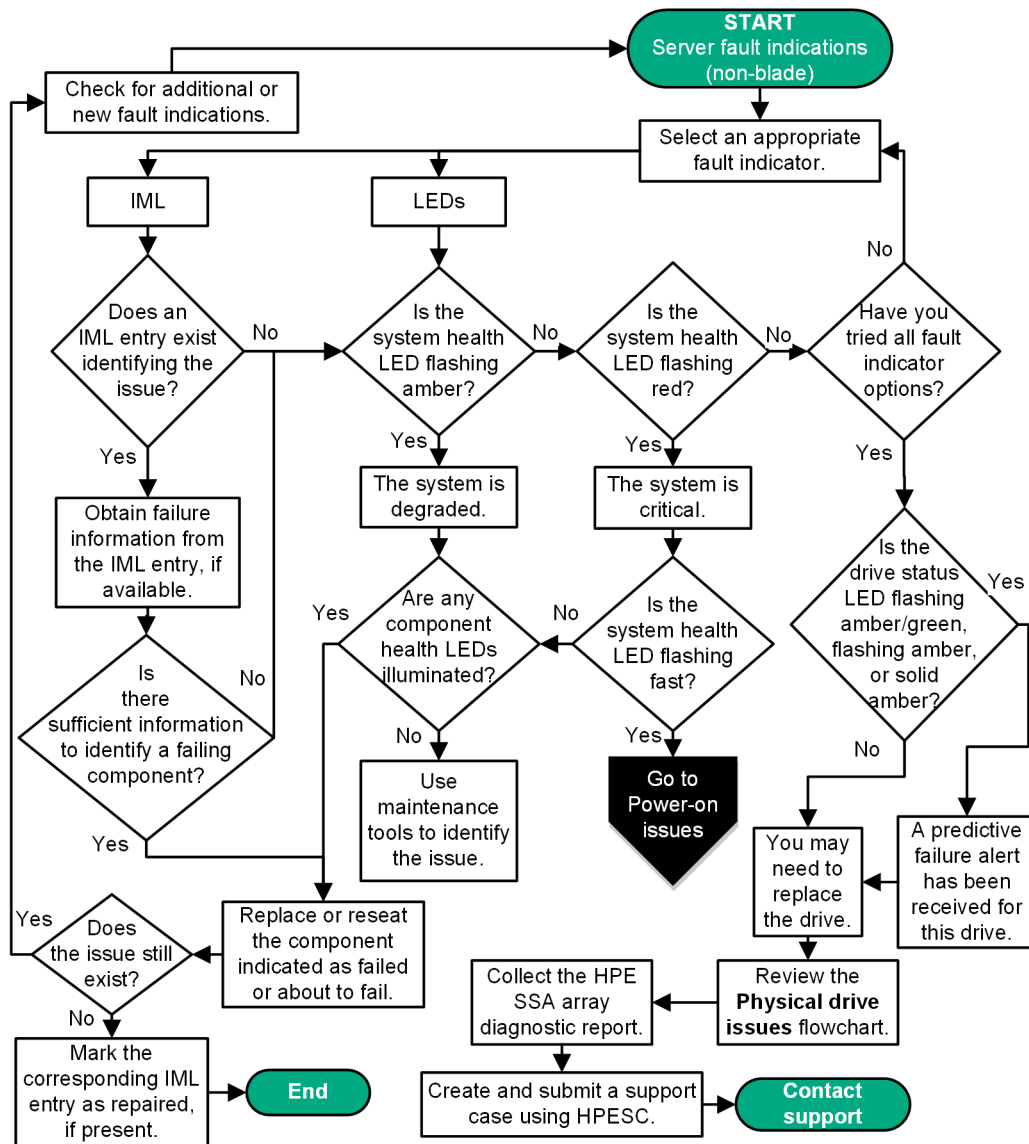 START
Server fault indications
(non-blade)
Check for additional or
new fault indications.
Select an appropriate
fault indicator.
IML
LEDs
No
Does an
IML entry exist
identifying the
issue?
No
Is the
system health
LED flashing
amber?
No
Is the
system health
LED flashing
red?
No
Have you
tried all fault
indicator
options?
Yes
Yes
Yes
Yes
Obtain failure
information from
the IML entry, if
available.
The system is
degraded.
The system is
critical.
Is the
drive status
LED flashing
amber/green,
flashing amber,
or solid
amber?
Yes
Yes
Are any
component
health LEDs
illuminated?
No
Is the
system health
LED flashing
fast?
Is
there
sufficient information
to identify a failing
component?
No
No
Yes
No
Yes
Use
maintenance
tools to identify
the issue.
Go to
Power-on
issues
You may
need to
replace
the drive.
A predictive
failure alert
has been
received for
this drive.
Yes
Does
the issue still
exist?
Replace or reseat
the component
indicated as failed
or about to fail.
Collect the HPE
SSA array
diagnostic report.
Review the
Physical drive
issues flowchart.
No
Mark the
corresponding IML
entry as repaired,
if present.
End
Create and submit a support
case using HPESC.
Contact
support